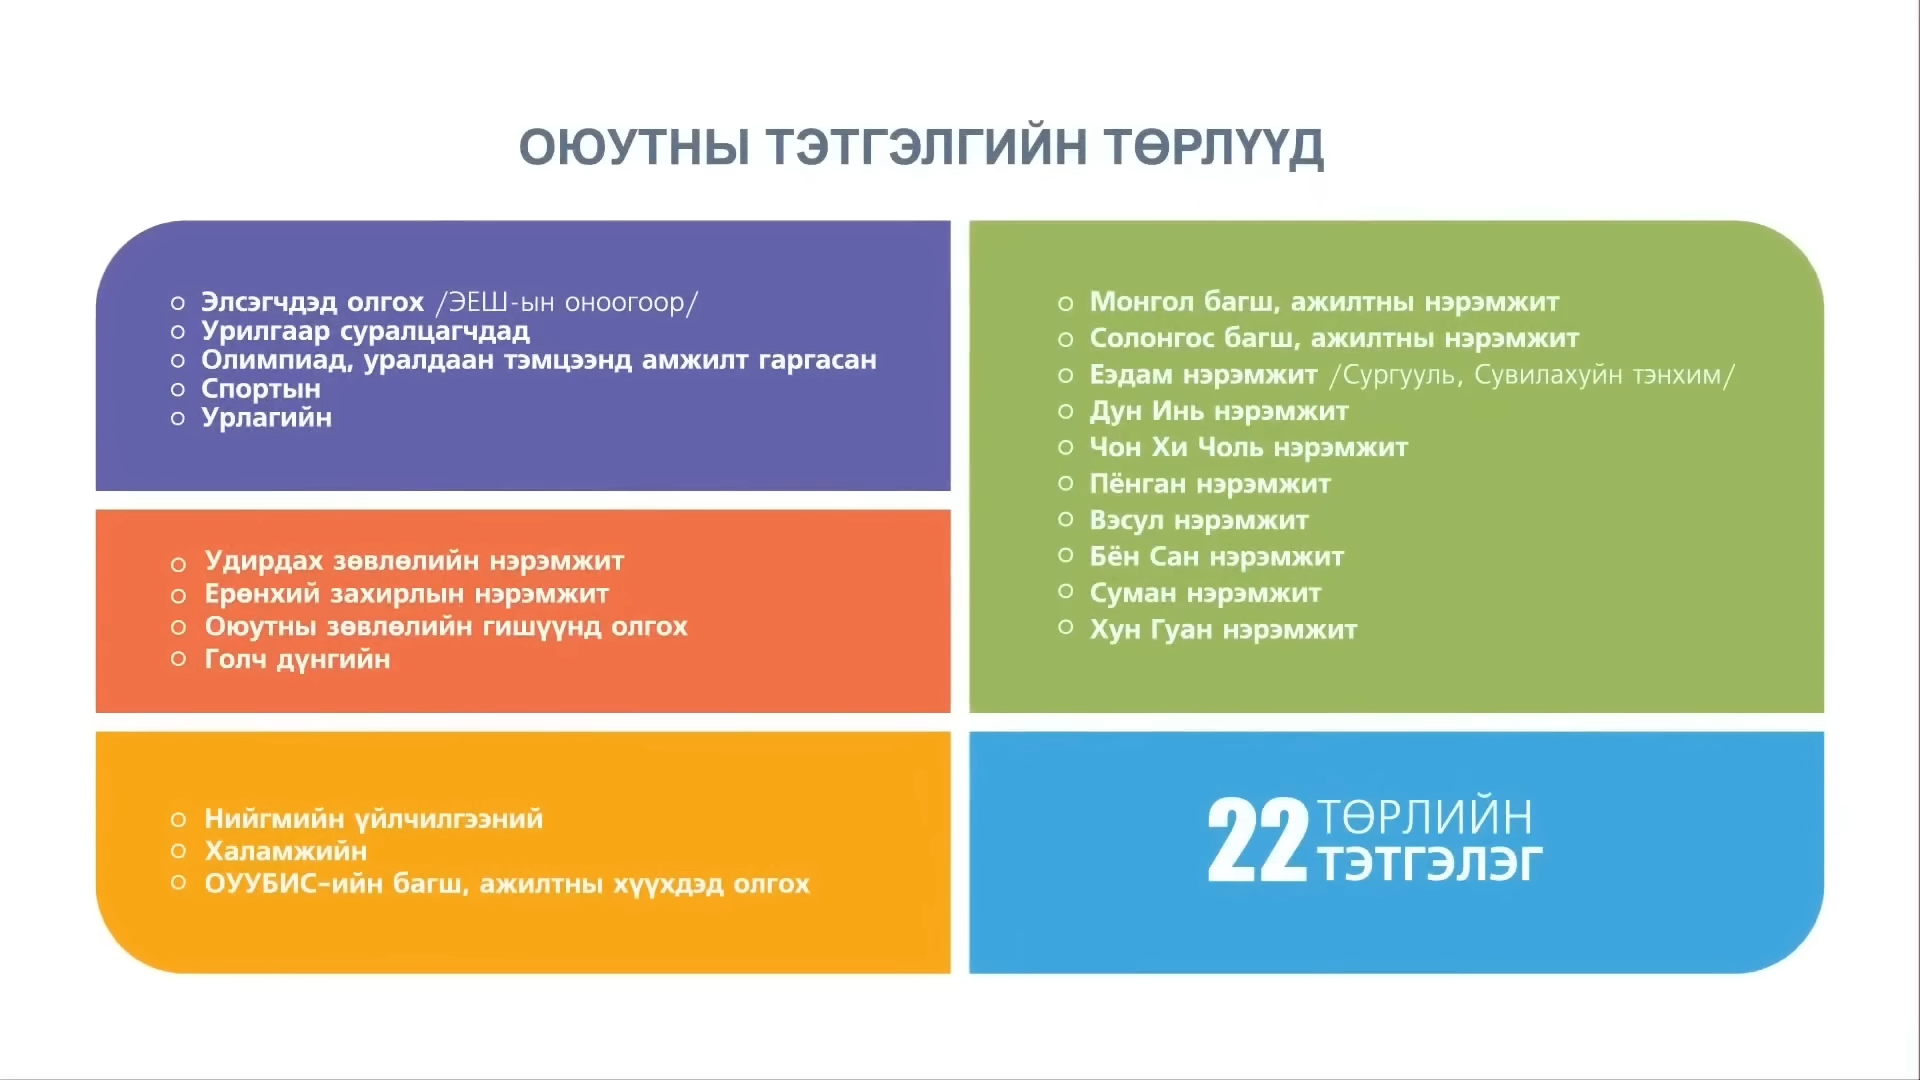 ОЮУТНЫ ТЭТГЭЛГИЙН ТӨРЛҮҮД
Элсэгчдэд олгох /ЭЕШ-ын оноогоор/
Урилгаар суралцагчдад
Олимпиад, уралдаан тэмцээнд амжилт гаргасан
Спортын
Урлагийн
Удирдах зөвлөлийн нэрэмжит
Ерөнхий захирлын нэрэмжит
Оюутны зөвлөлийн гишүүнд олгох
Голч дүнгийн
Нийгмийн үйлчилгээний
Халамжийн
ОУУБИС-ийн багш, ажилтны хүүхдэд олгох
Монгол багш, ажилтны нэрэмжит
Солонгос багш, ажилтны нэрэмжит
Еэдам нэрэмжит /Сургууль, Сувилахуйн тэнхим/
Дун Инь нэрэмжит
Чон Хи Чоль нэрэмжит
Пёнган нэрэмжит
Вэсул нэрэмжит
Бён Сан нэрэмжит
Суман нэрэмжит
Хун Гуан нэрэмжит
22 ТӨРЛИЙН
ТЭТГЭЛЭГ